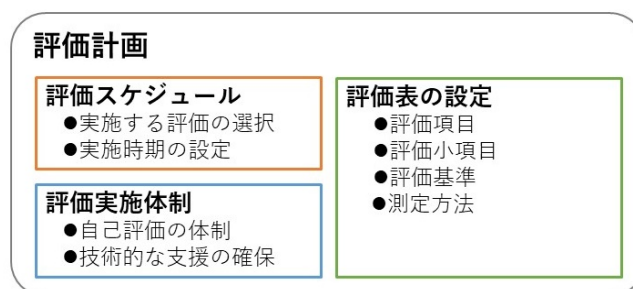 評価計画
評価スケジュール
●実施する評価の選択
●実施時期の設定
評価実施体制
●自己評価の体制
●技術的な支援の確保
評価表の設定
●評価項目
●評価小項目
●評価基準
●測定方法